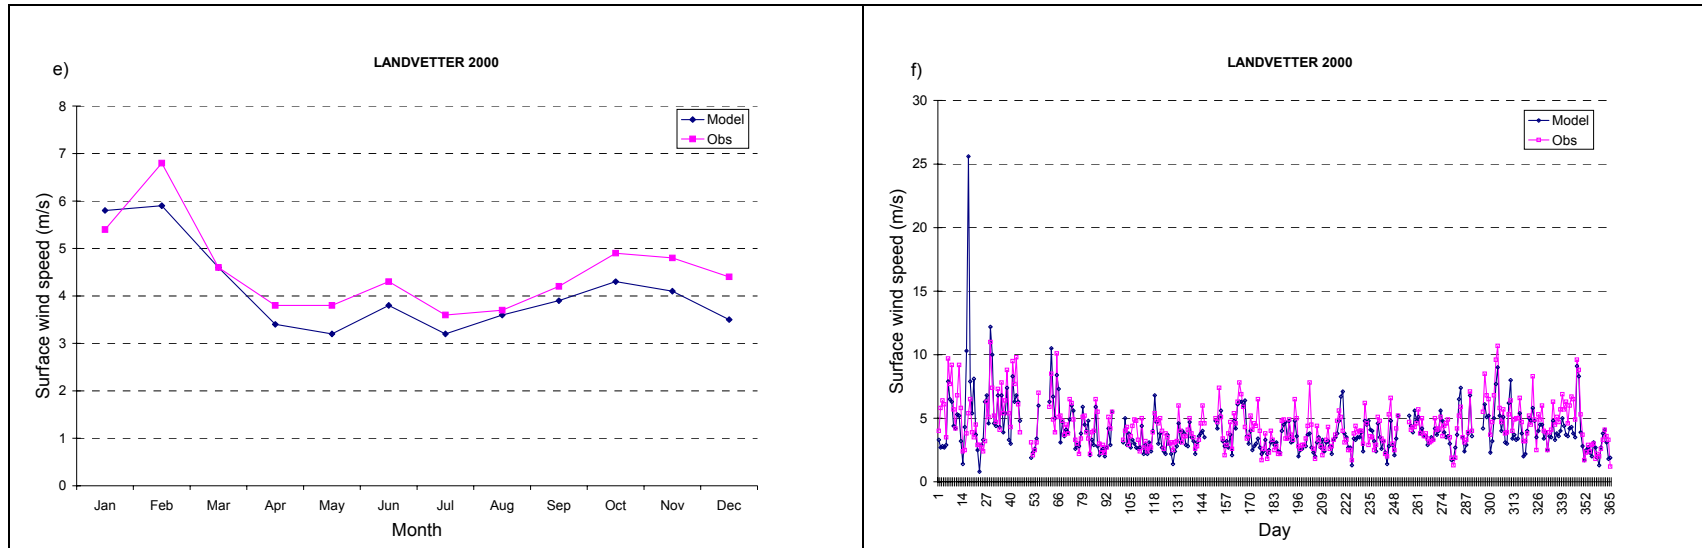 e)
LANDVETTER 2000
Surface wind speed (m/s)
8
7
6
5
4
3
2
1
0
Model
Obs
Jan Feb Mar Apr May Jun Jul Aug Sep Oct Nov Dec
Month
f)
LANDVETTER 2000
Surface wind speed (m/s)
30
25
20
15
10
5
0
Model
Obs
1 14 27 40 53 66 79 92 105 118 131 144 157 170 183 196 209 222 235 248 261 274 287 300 313 326 339 352 365
Day